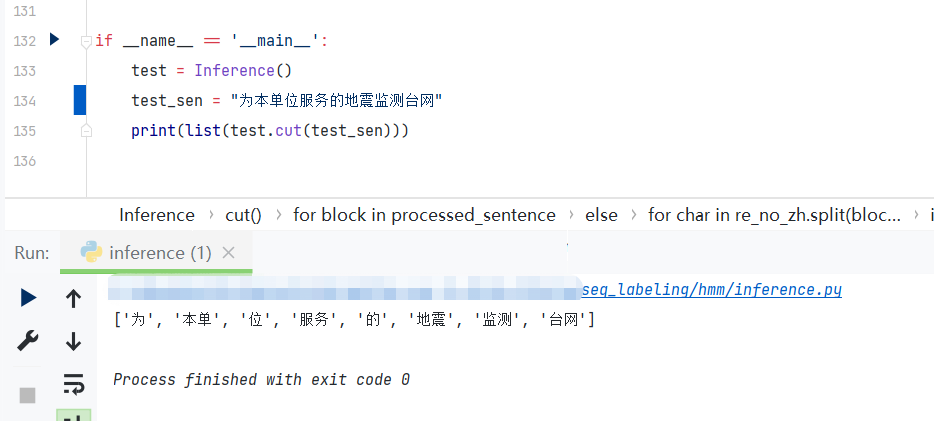 131
132 if __name__ == '__main__':
133 test = Inference()
134 test_sen = "为本单位服务的地震监测台网"
135 print(list(test.cut(test_sen)))
136
Inference › cut() › for block in processed_sentence › else › for char in re_no_zh.split(bloc... › i
Run: inference (1) ×
seq_labeling/hmm/inference.py
['为', '本单', '位', '服务', '的', '地震', '监测', '台网']
Process finished with exit code 0